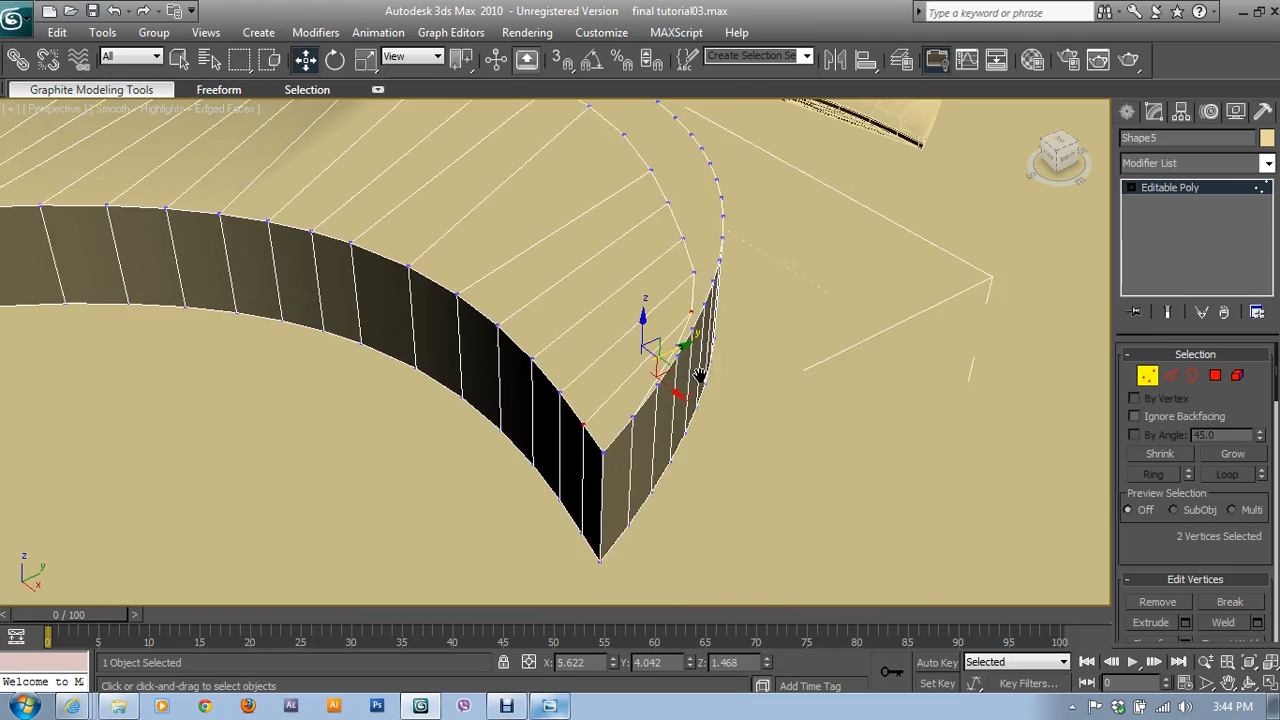 Autodesk 3ds Max 2010 - Unregistered Version final tutorial03.max
Type a keyword or phrase
Edit Tools Group Views Create Modifiers Animation Graph Editors Rendering Customize MAXScript Help
All View Create Selection Se
Graphite Modeling Tools Freeform Selection
[ + ] [ Perspective ] [ Smooth + Highlights + Edged Faces ]
Shape5
Modifier List
Editable Poly
z
y
z
y
x
Selection
By Vertex
Ignore Backfacing
By Angle: 45.0
Shrink Grow
Ring Loop
Preview Selection
Off SubObj Multi
2 Vertices Selected
Edit Vertices
Remove Break
Extrude Weld
0 / 100
0 5 10 15 20 25 30 35 40 45 50 55 60 65 70 75 80 85 90 95 100
1 Object Selected X: 5.622 Y: 4.042 Z: 1.468 Auto Key Selected
Welcome to M
Click or click-and-drag to select objects Add Time Tag Set Key Key Filters... 0
3:44 PM